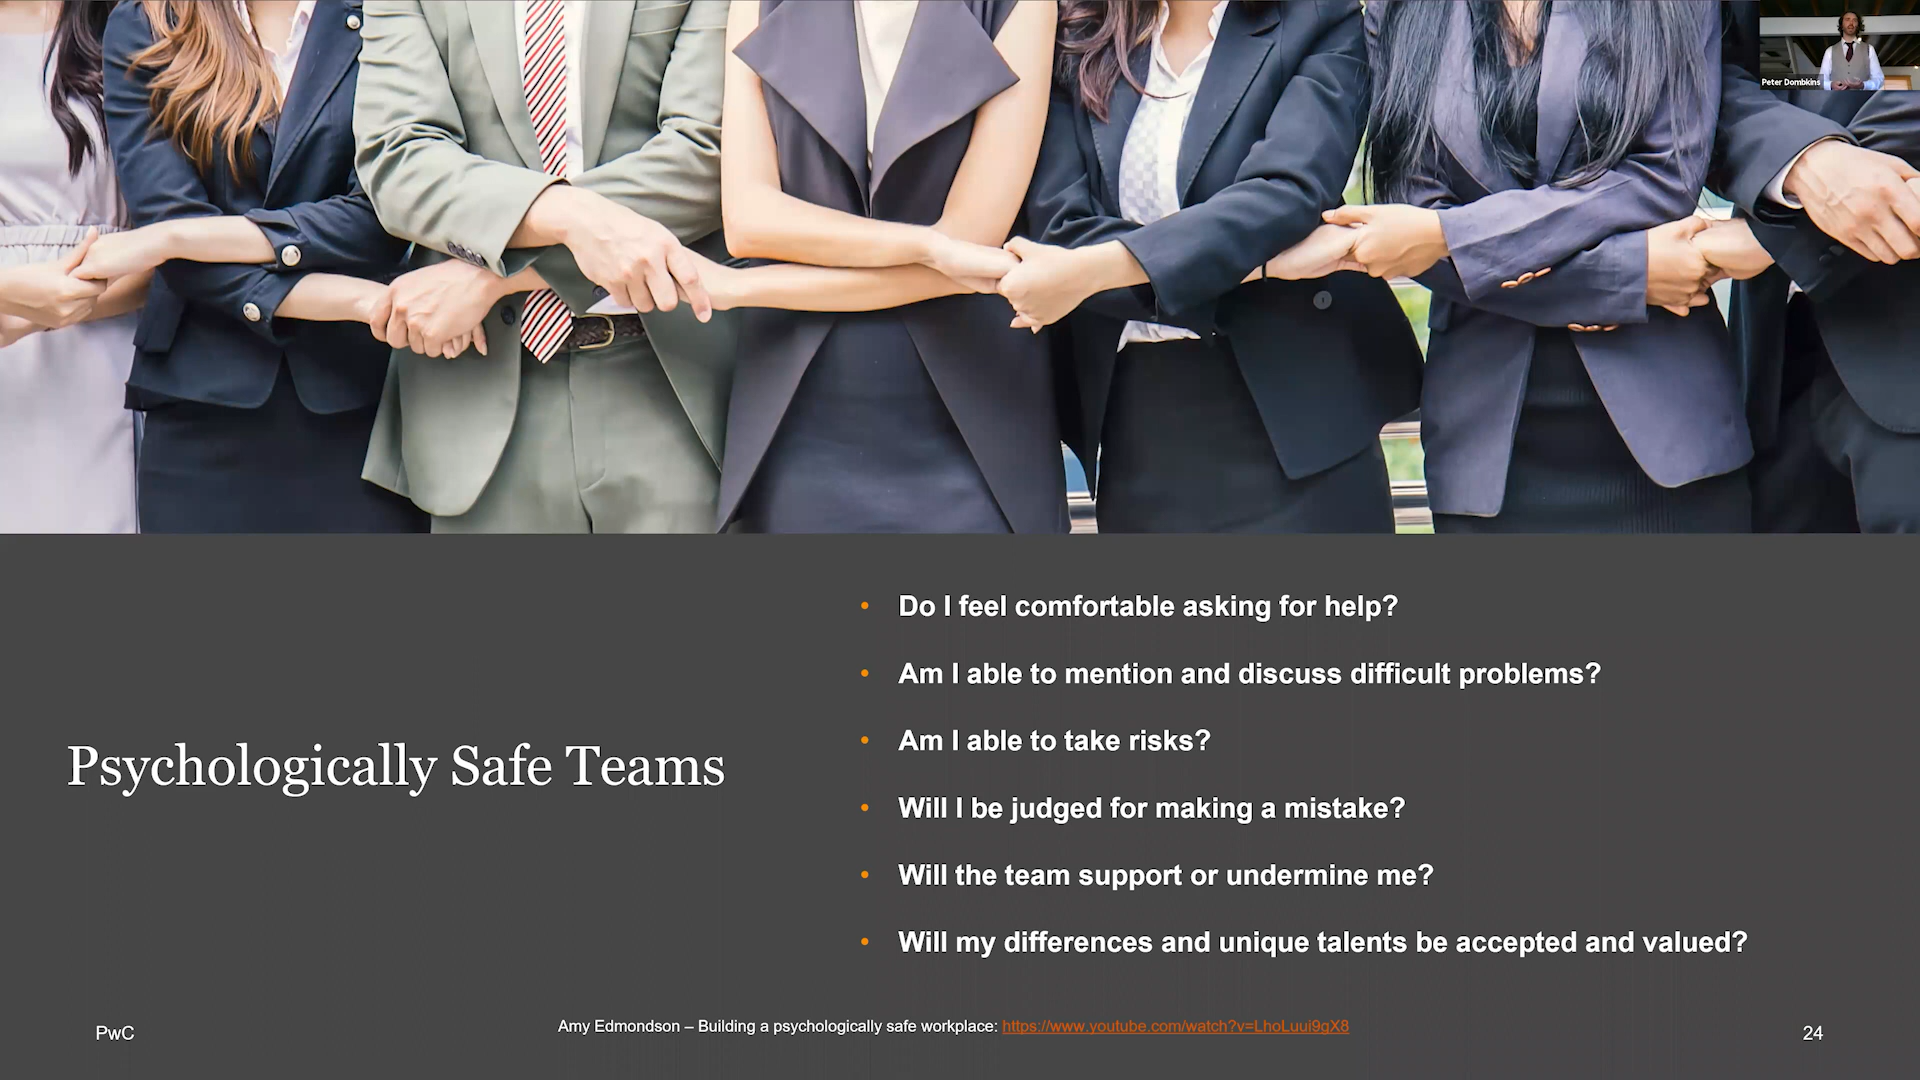 Peter Dombkins
Psychologically Safe Teams
• Do I feel comfortable asking for help?
• Am I able to mention and discuss difficult problems?
• Am I able to take risks?
• Will I be judged for making a mistake?
• Will the team support or undermine me?
• Will my differences and unique talents be accepted and valued?
PwC
Amy Edmondson – Building a psychologically safe workplace: https://www.youtube.com/watch?v=LhoLuui9gX8
24